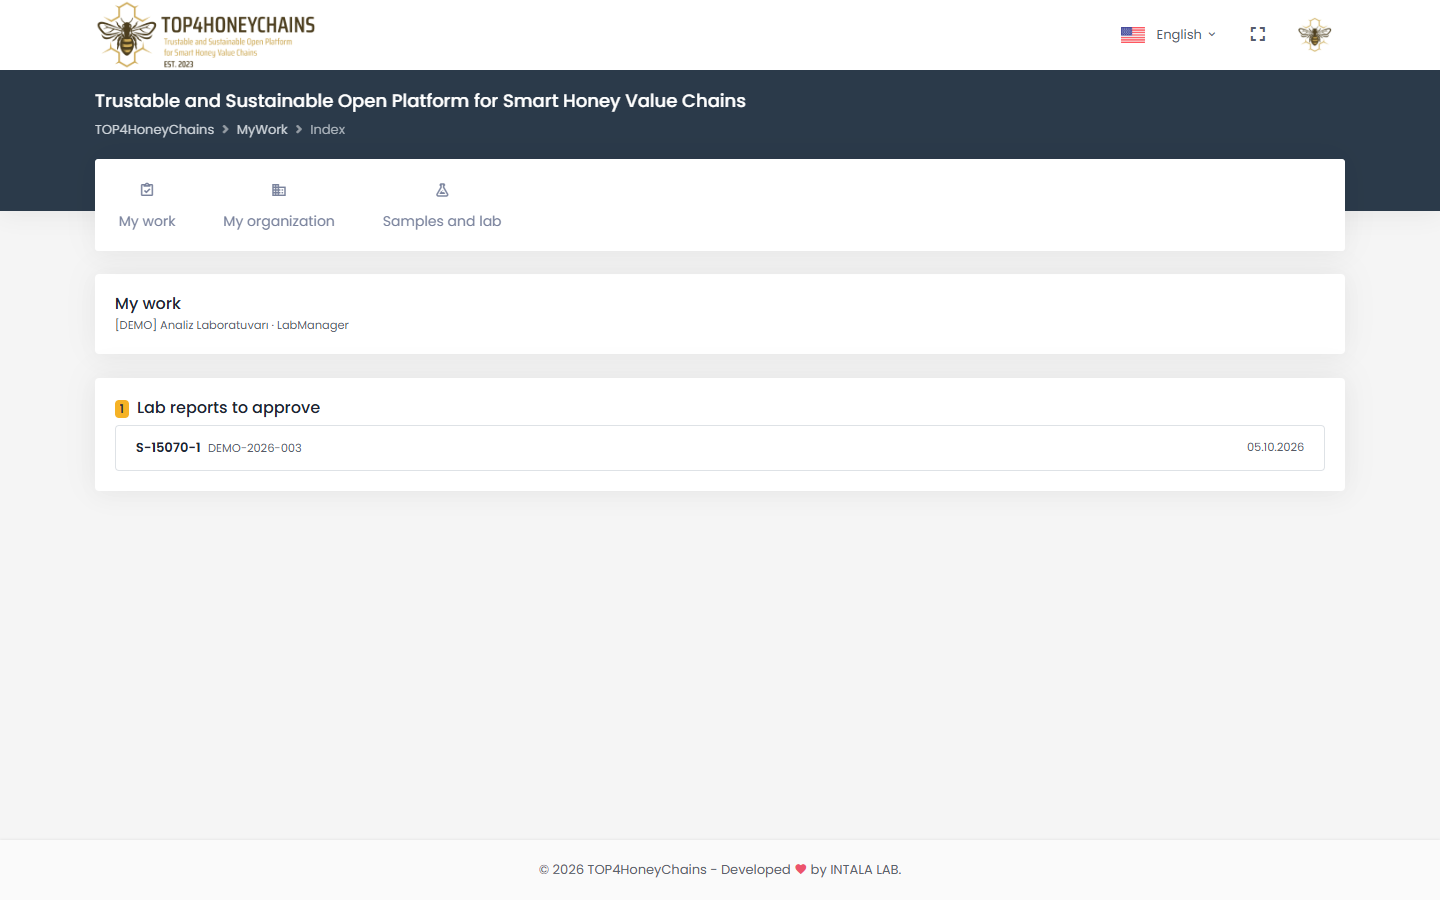 TOP4HONEYCHAINS
Trustable and Sustainable Open Platform
for Smart Honey Value Chains
EST. 2023
English
Trustable and Sustainable Open Platform for Smart Honey Value Chains
TOP4HoneyChains > MyWork > Index
My work
My organization
Samples and lab
My work
[DEMO] Analiz Laboratuvarı · LabManager
1 Lab reports to approve
S-15070-1 DEMO-2026-003 05.10.2026
© 2026 TOP4HoneyChains - Developed ♥ by INTALA LAB.